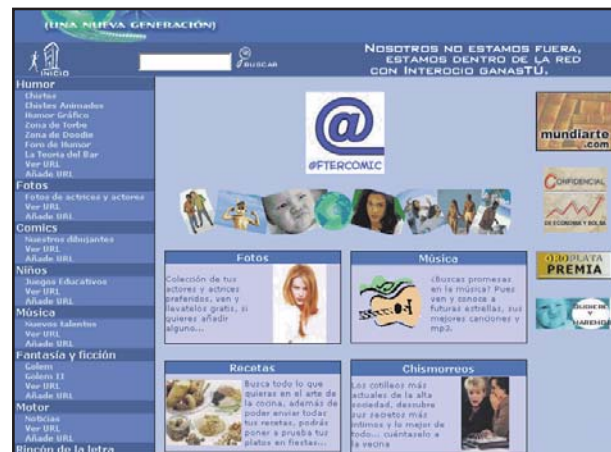 (UNA NUEVA GENERACIÓN)
INICIO
BUSCAR
NOSOTROS NO ESTAMOS FUERA,
ESTAMOS DENTRO DE LA RED
CON INTEROCIO GANASTÚ.
Humor
Chistes
Chistes Animados
Humor Gráfico
Zona de Torbe
Zona de Doodie
Foro de Humor
La Teoría del Bar
Ver URL
Añade URL
Fotos
Fotos de actrices y actores
Ver URL
Añade URL
Comics
Nuestros dibujantes
Ver URL
Añade URL
Niños
Juegos Educativos
Ver URL
Añade URL
Música
Nuevos talentos
Ver URL
Añade URL
Fantasía y ficción
Golem
Golem II
Ver URL
Añade URL
Motor
Noticias
Ver URL
Añade URL
Rincón de la letra
@
@FTERCOMIC
Fotos
Colección de tus
actores y actrices
preferidos, ven y
llevatelos gratis, si
quieres añadir
alguno...
Música
¿Buscas promesas
en la música? Pues
ven y conoce a
futuras estrellas, sus
mejores canciones y
mp3.
Recetas
Busca todo lo que
quieras en el arte de
la cocina, además de
poder enviar todas
tus recetas, podrás
poner a prueba tus
platos en fiestas...
Chismorreos
Los cotilleos más
actuales de la alta
sociedad, descubre
sus secretos más
íntimos y lo mejor de
todo... cuéntaselo a
la vecina
mundiarte
.com
CONFIDENCIAL
DE ECONOMIA Y BOLSA
OROPLATA
PREMIA
SUGIERE
Y
HAREMOS